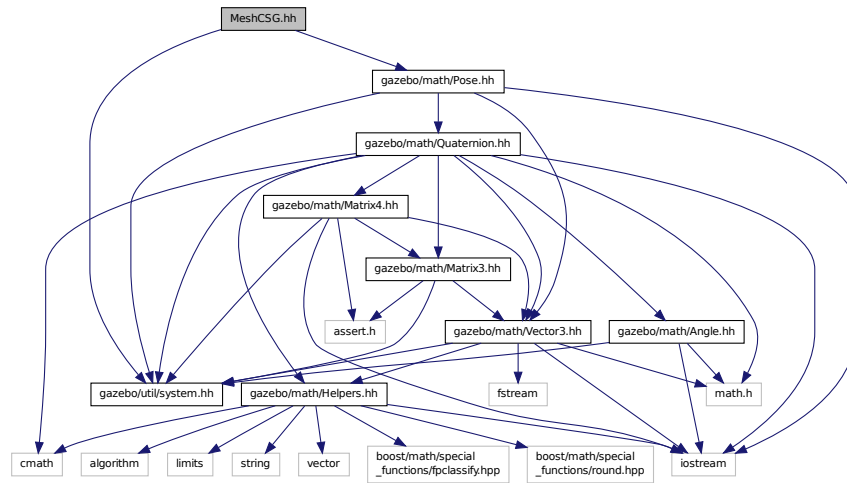 MeshCSG.hh
gazebo/math/Pose.hh
gazebo/math/Quaternion.hh
gazebo/math/Matrix4.hh
gazebo/math/Matrix3.hh
assert.h
gazebo/math/Vector3.hh
gazebo/math/Angle.hh
gazebo/util/system.hh
gazebo/math/Helpers.hh
fstream
math.h
cmath
algorithm
limits
string
vector
boost/math/special
_functions/fpclassify.hpp
boost/math/special
_functions/round.hpp
iostream